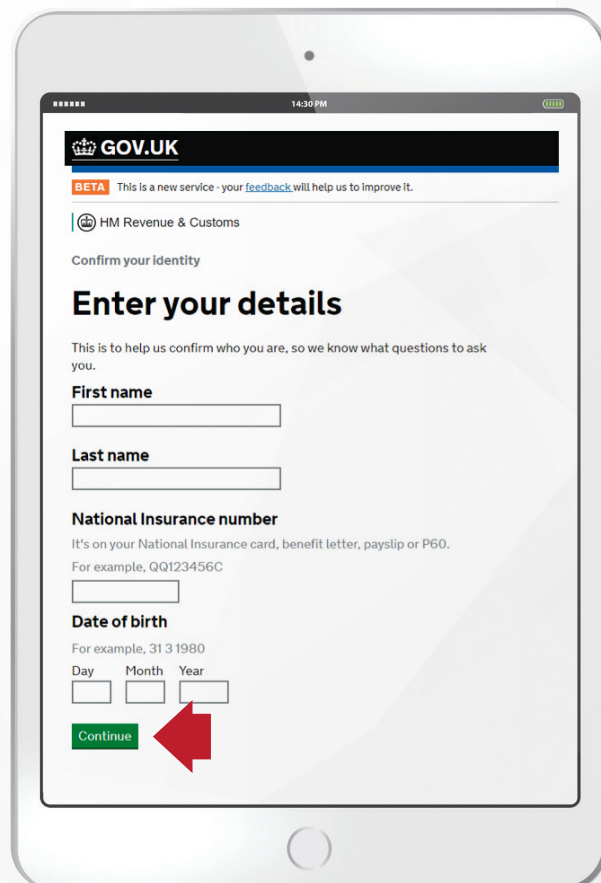 14:30 PM
GOV.UK
BETA This is a new service - your feedback will help us to improve it.
HM Revenue & Customs
Confirm your identity
Enter your details
This is to help us confirm who you are, so we know what questions to ask
you.
First name
Last name
National Insurance number
It's on your National Insurance card, benefit letter, payslip or P60.
For example, QQ123456C
Date of birth
For example, 31 3 1980
Day Month Year
Continue